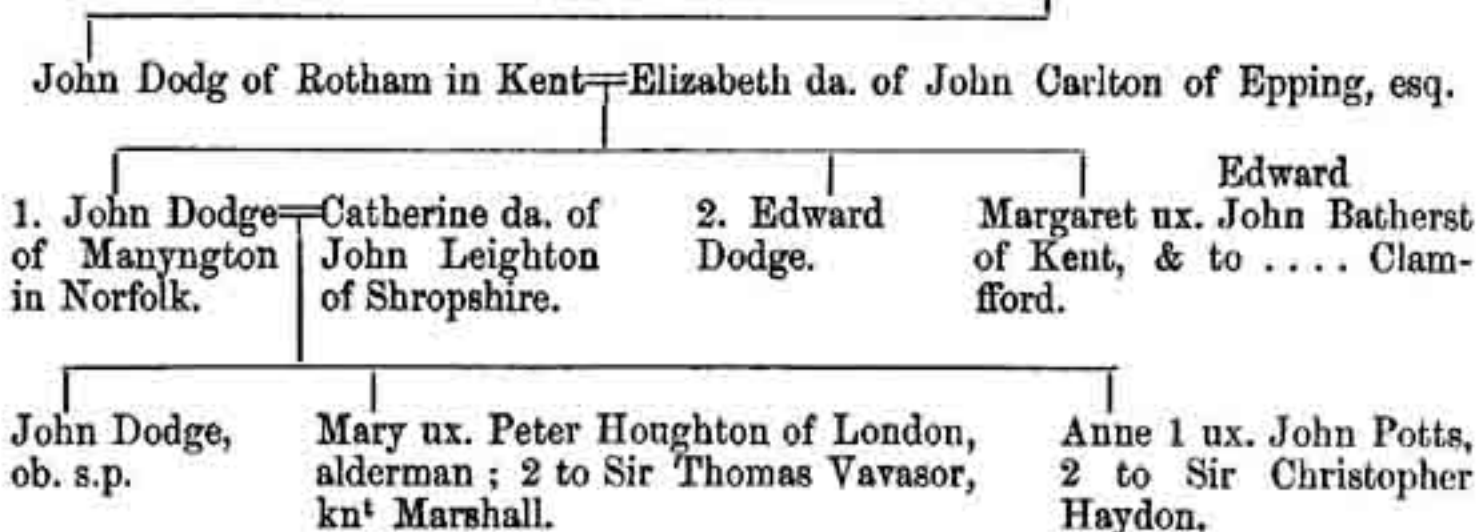 John Dodg of Rotham in Kent=Elizabeth da. of John Carlton of Epping, esq.
1. John Dodge=Catherine da. of
of Manyngton John Leighton
in Norfolk. of Shropshire.
2. Edward
Dodge.
Edward
Margaret ux. John Batherst
of Kent, & to .... Clam-
fford.
John Dodge,
ob. s.p.
Mary ux. Peter Houghton of London,
alderman ; 2 to Sir Thomas Vavasor,
knᵗ Marshall.
Anne 1 ux. John Potts,
2 to Sir Christopher
Haydon.